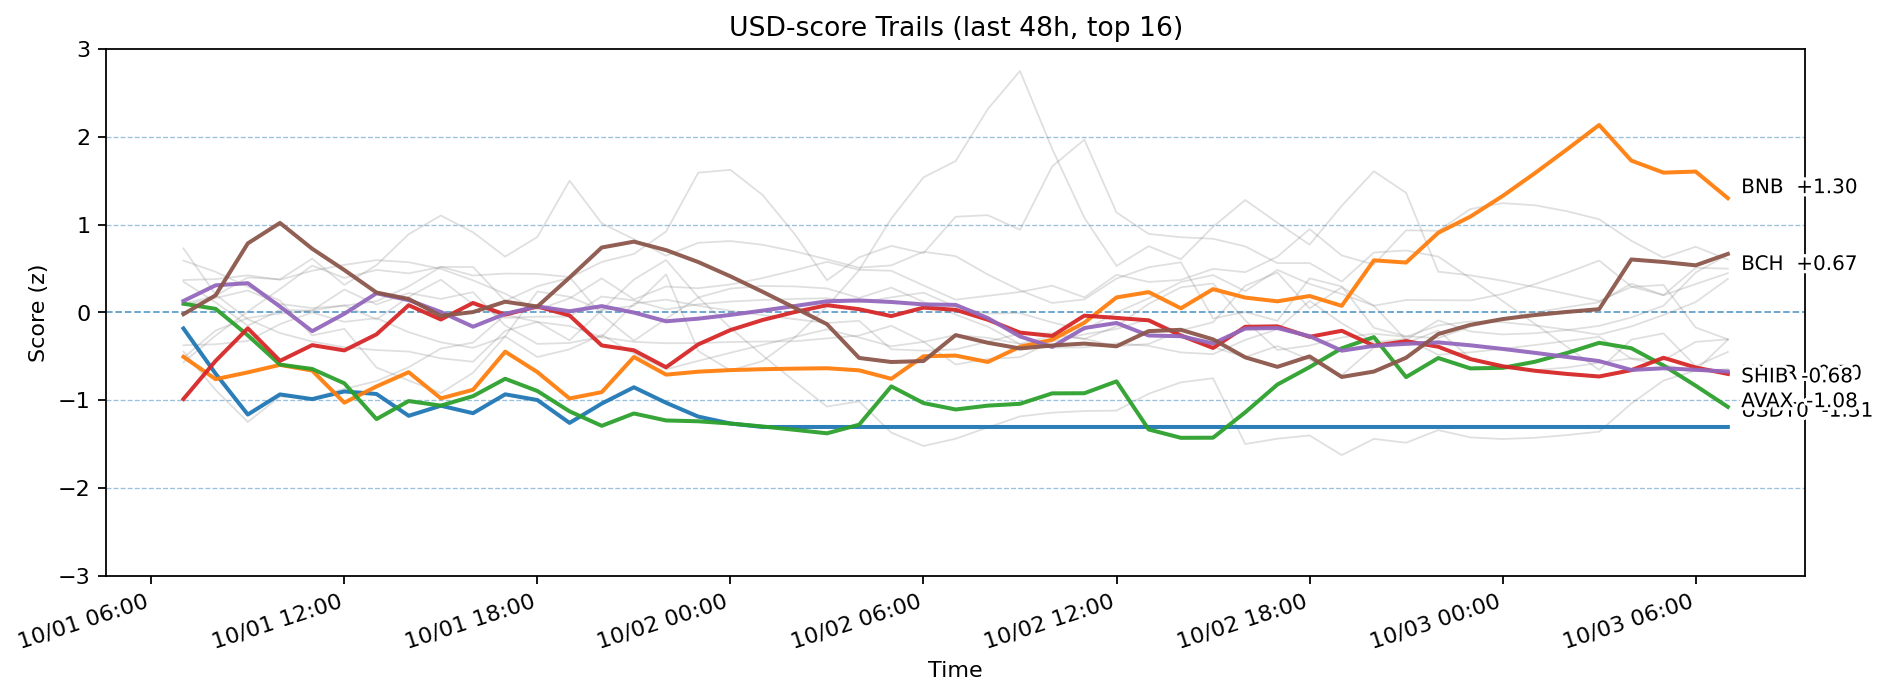 USD-score Trails (last 48h, top 16)
3
2
1
0
−1
−2
−3
Score (z)
BNB +1.30
BCH +0.67
SHIB -0.68
AVAX -1.08
USDT0 -1.31
10/01 06:00
10/01 12:00
10/01 18:00
10/02 00:00
10/02 06:00
10/02 12:00
10/02 18:00
10/03 00:00
10/03 06:00
Time